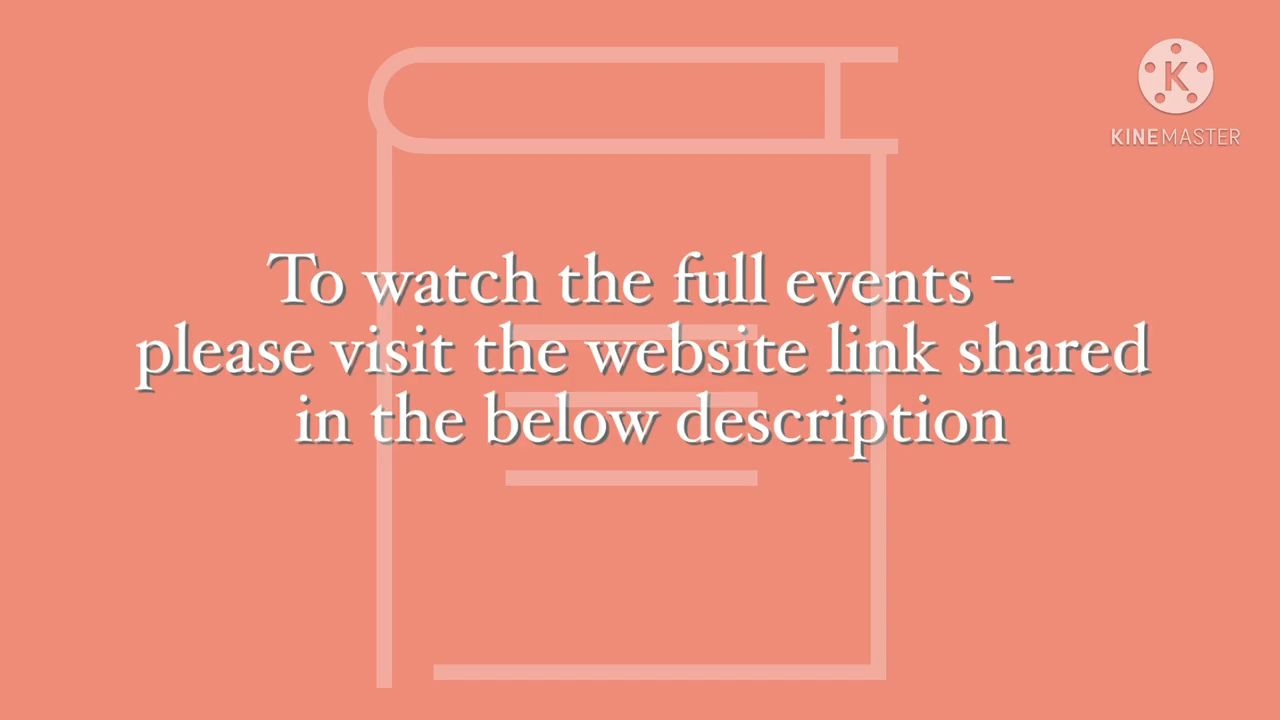 K
KINEMASTER
To watch the full events -
please visit the website link shared
in the below description